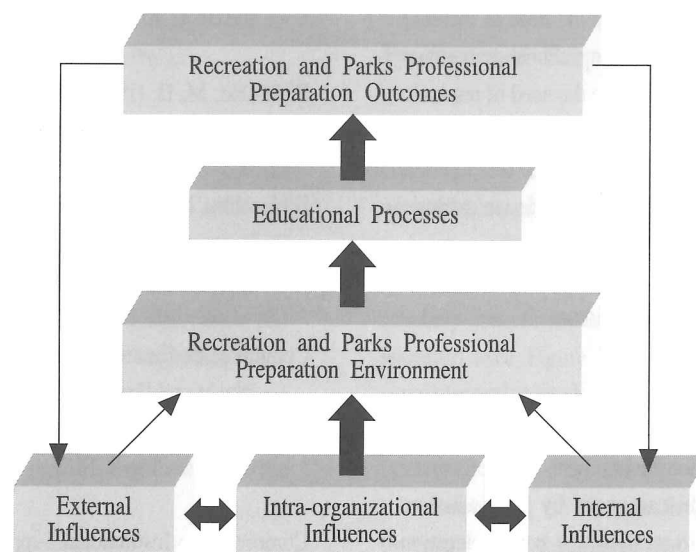 Recreation and Parks Professional
Preparation Outcomes
Educational Processes
Recreation and Parks Professional
Preparation Environment
External
Influences
Intra-organizational
Influences
Internal
Influences